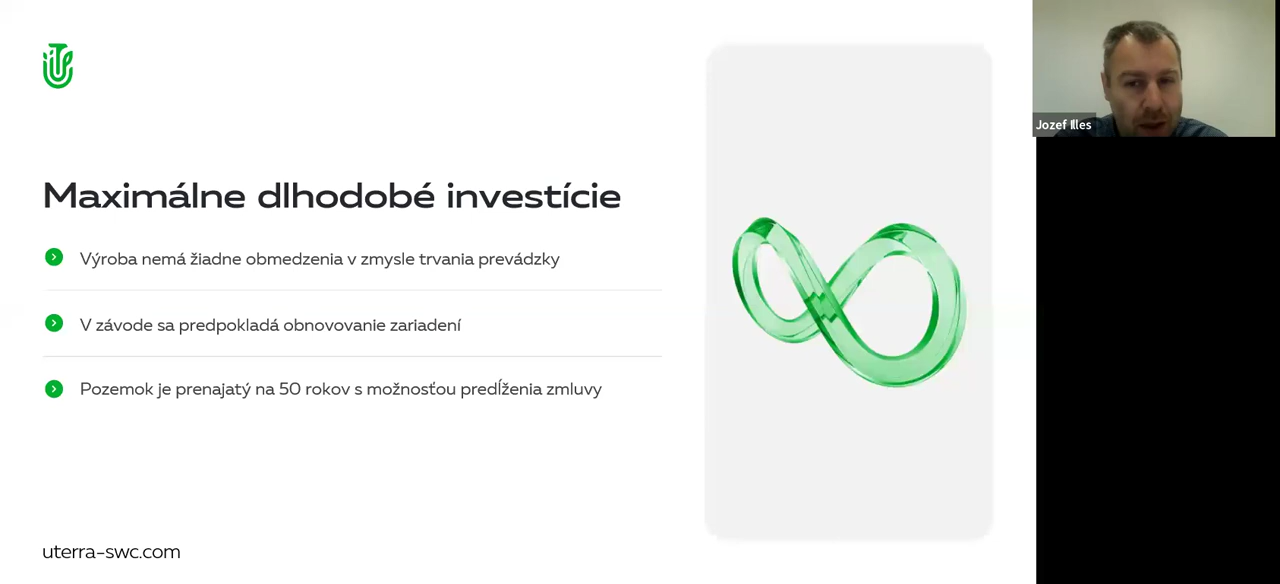 Maximálne dlhodobé investície
Výroba nemá žiadne obmedzenia v zmysle trvania prevádzky
V závode sa predpokladá obnovovanie zariadení
Pozemok je prenajatý na 50 rokov s možnosťou predĺženia zmluvy
uterra-swc.com
Jozef Illes